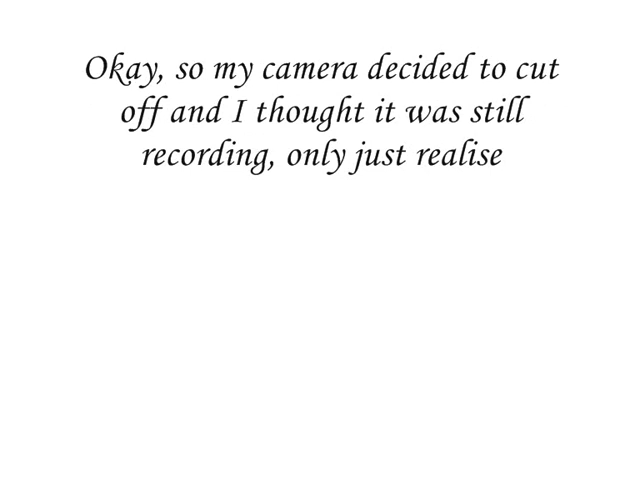 Okay, so my camera decided to cut
off and I thought it was still
recording, only just realise